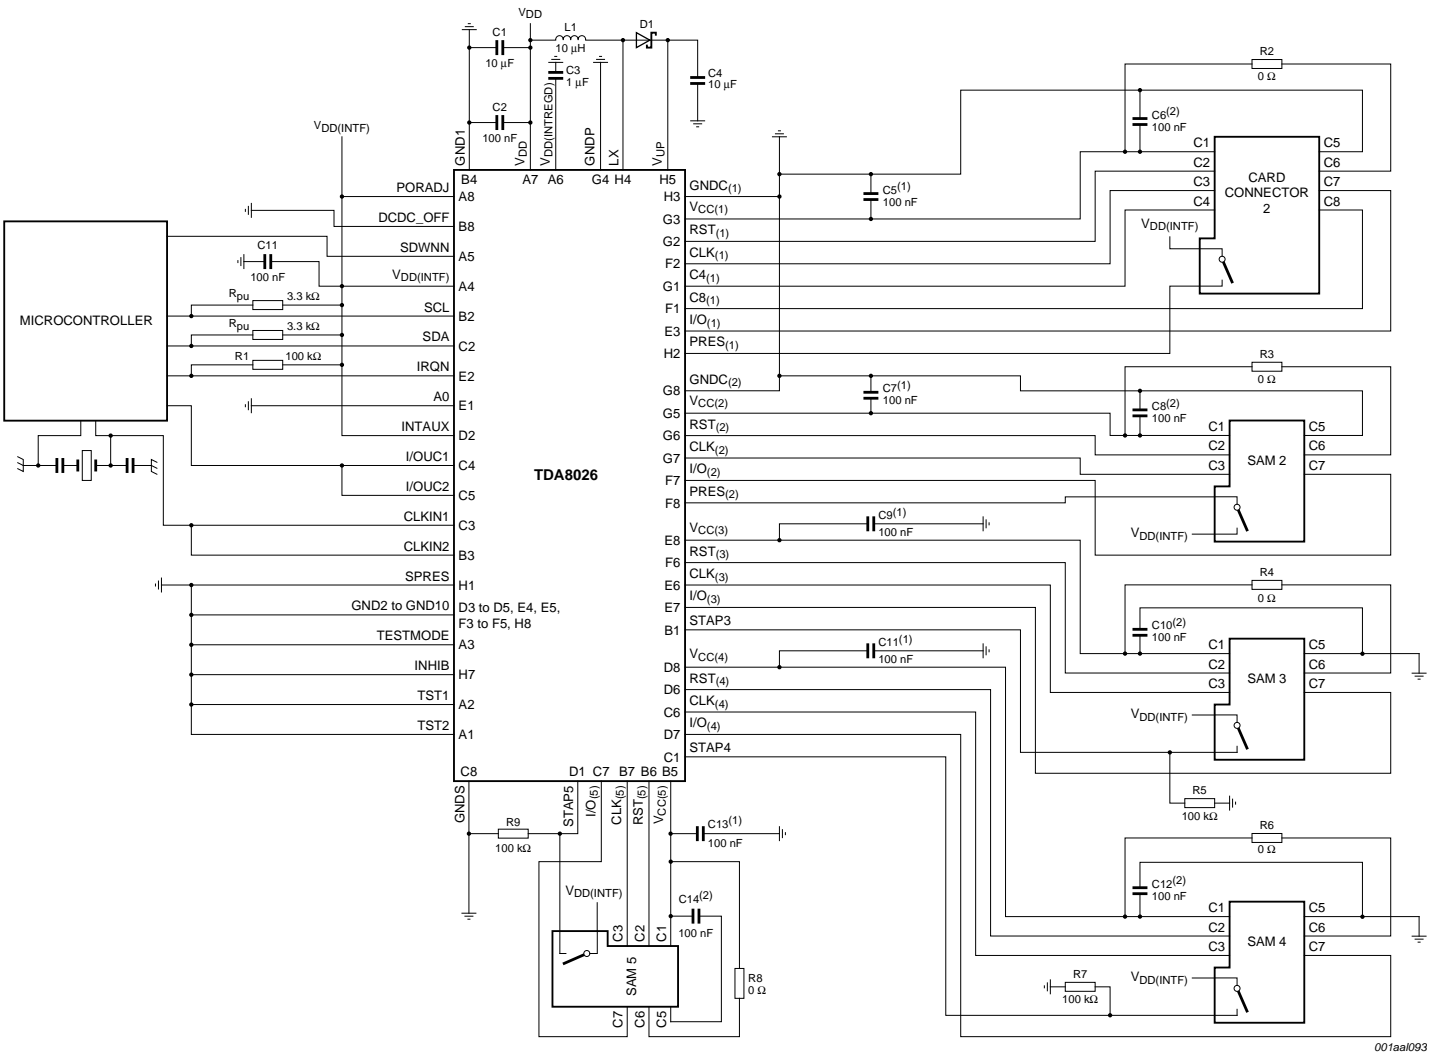 VDD
L1
10 μH
D1
C1
10 μF
C3
1 μF
C4
10 μF
C2
100 nF
GND1
VDD
VDD(INTREGD)
GNDP
LX
VUP
B4 A7 A6 G4 H4 H5
VDD(INTF)
MICROCONTROLLER
PORADJ A8
DCDC_OFF B8
SDWNN A5
C11
100 nF
VDD(INTF) A4
Rpu 3.3 kΩ
SCL B2
Rpu 3.3 kΩ
SDA C2
R1 100 kΩ
IRQN E2
A0 E1
INTAUX D2
I/OUC1 C4
I/OUC2 C5
CLKIN1 C3
CLKIN2 B3
SPRES H1
GND2 to GND10 D3 to D5, E4, E5,
F3 to F5, H8
TESTMODE A3
INHIB H7
TST1 A2
TST2 A1
TDA8026
H3 GNDC(1)
G3 VCC(1)
G2 RST(1)
F2 CLK(1)
G1 C4(1)
F1 C8(1)
E3 I/O(1)
H2 PRES(1)
G8 GNDC(2)
G5 VCC(2)
G6 RST(2)
G7 CLK(2)
F7 I/O(2)
F8 PRES(2)
E8 VCC(3)
F6 RST(3)
E6 CLK(3)
E7 I/O(3)
B1 STAP3
D8 VCC(4)
D6 RST(4)
C6 CLK(4)
D7 I/O(4)
C1 STAP4
C5(1)
100 nF
R2
0 Ω
C6(2)
100 nF
C1 C5
C2 C6
C3 C7
C4 C8
CARD
CONNECTOR
2
VDD(INTF)
C7(1)
100 nF
R3
0 Ω
C8(2)
100 nF
C1 C5
C2 C6
C3 C7
SAM 2
VDD(INTF)
C9(1)
100 nF
R4
0 Ω
C10(2)
100 nF
C1 C5
C2 C6
C3 C7
SAM 3
VDD(INTF)
R5
100 kΩ
C11(1)
100 nF
R6
0 Ω
C12(2)
100 nF
C1 C5
C2 C6
C3 C7
SAM 4
VDD(INTF)
R7
100 kΩ
C8 D1 C7 B7 B6 B5
GNDS
STAP5
I/O(5)
CLK(5)
RST(5)
VCC(5)
R9
100 kΩ
C13(1)
100 nF
VDD(INTF)
C14(2)
100 nF
C3 C2 C1
SAM 5
C7 C6 C5
R8
0 Ω
001aal093